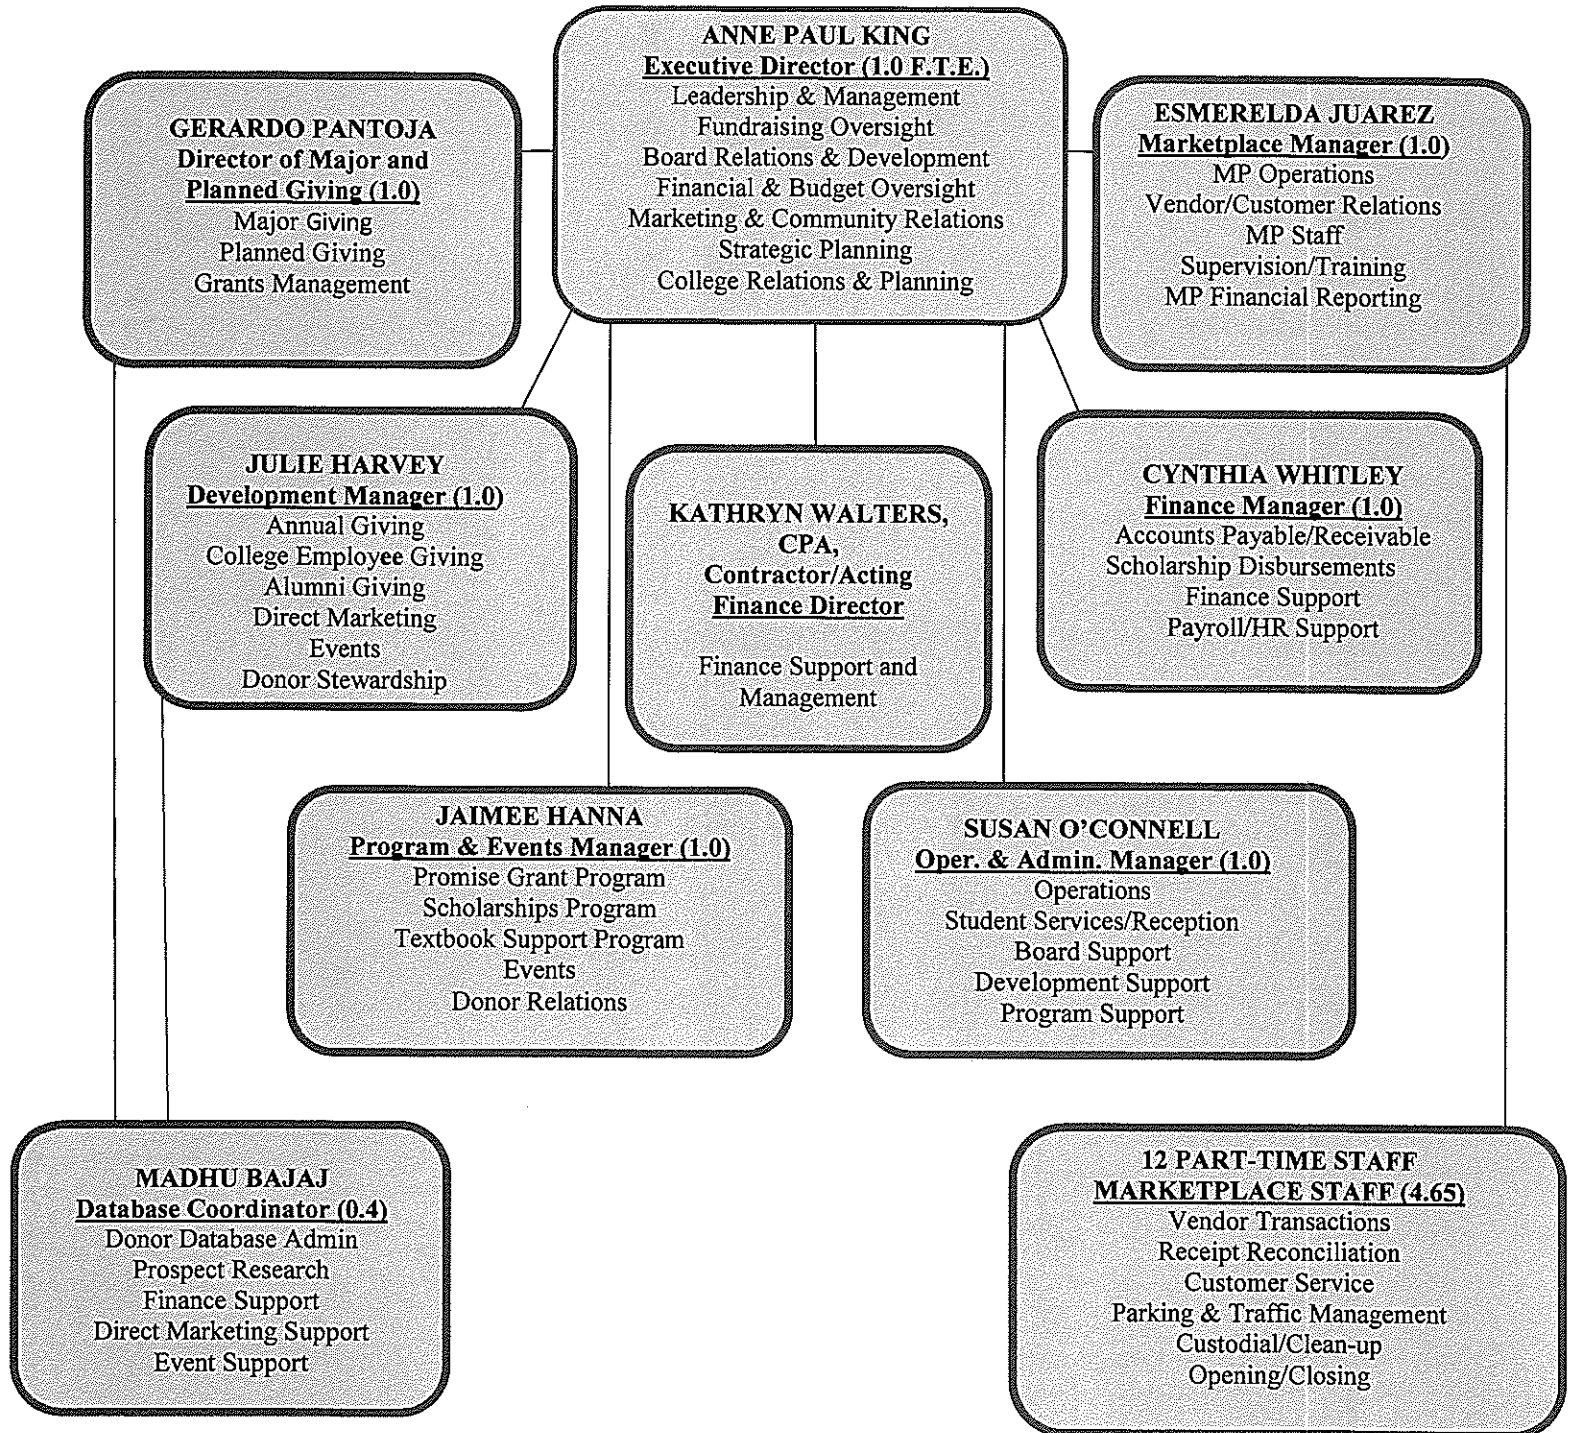 ANNE PAUL KING
Executive Director (1.0 F.T.E.)
Leadership & Management
Fundraising Oversight
Board Relations & Development
Financial & Budget Oversight
Marketing & Community Relations
Strategic Planning
College Relations & Planning
GERARDO PANTOJA
Director of Major and
Planned Giving (1.0)
Major Giving
Planned Giving
Grants Management
ESMERELDA JUAREZ
Marketplace Manager (1.0)
MP Operations
Vendor/Customer Relations
MP Staff
Supervision/Training
MP Financial Reporting
JULIE HARVEY
Development Manager (1.0)
Annual Giving
College Employee Giving
Alumni Giving
Direct Marketing
Events
Donor Stewardship
KATHRYN WALTERS,
CPA,
Contractor/Acting
Finance Director
Finance Support and
Management
CYNTHIA WHITLEY
Finance Manager (1.0)
Accounts Payable/Receivable
Scholarship Disbursements
Finance Support
Payroll/HR Support
JAIMEE HANNA
Program & Events Manager (1.0)
Promise Grant Program
Scholarships Program
Textbook Support Program
Events
Donor Relations
SUSAN O’CONNELL
Oper. & Admin. Manager (1.0)
Operations
Student Services/Reception
Board Support
Development Support
Program Support
MADHU BAJAJ
Database Coordinator (0.4)
Donor Database Admin
Prospect Research
Finance Support
Direct Marketing Support
Event Support
12 PART-TIME STAFF
MARKETPLACE STAFF (4.65)
Vendor Transactions
Receipt Reconciliation
Customer Service
Parking & Traffic Management
Custodial/Clean-up
Opening/Closing